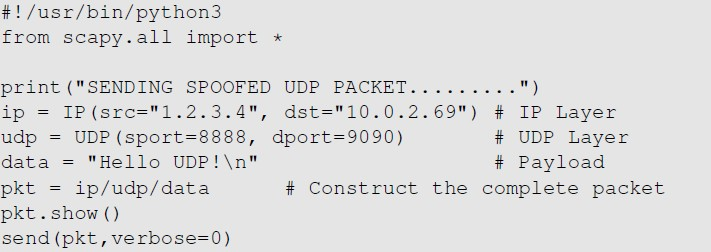 #!/usr/bin/python3
from scapy.all import *

print("SENDING SPOOFED UDP PACKET.........")
ip = IP(src="1.2.3.4", dst="10.0.2.69") # IP Layer
udp = UDP(sport=8888, dport=9090)       # UDP Layer
data = "Hello UDP!\n"                   # Payload
pkt = ip/udp/data      # Construct the complete packet
pkt.show()
send(pkt,verbose=0)